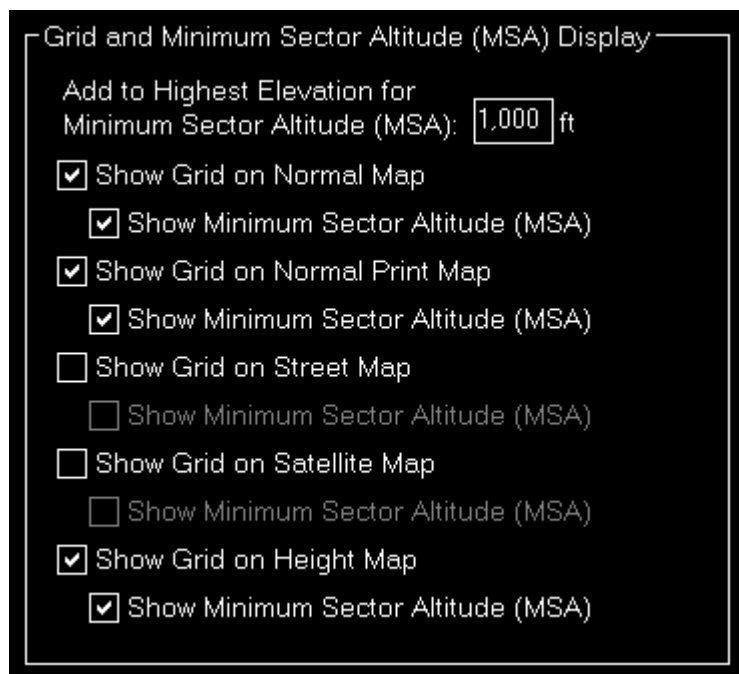 Grid and Minimum Sector Altitude (MSA) Display
Add to Highest Elevation for
Minimum Sector Altitude (MSA): 1,000 ft
Show Grid on Normal Map
Show Minimum Sector Altitude (MSA)
Show Grid on Normal Print Map
Show Minimum Sector Altitude (MSA)
Show Grid on Street Map
Show Minimum Sector Altitude (MSA)
Show Grid on Satellite Map
Show Minimum Sector Altitude (MSA)
Show Grid on Height Map
Show Minimum Sector Altitude (MSA)